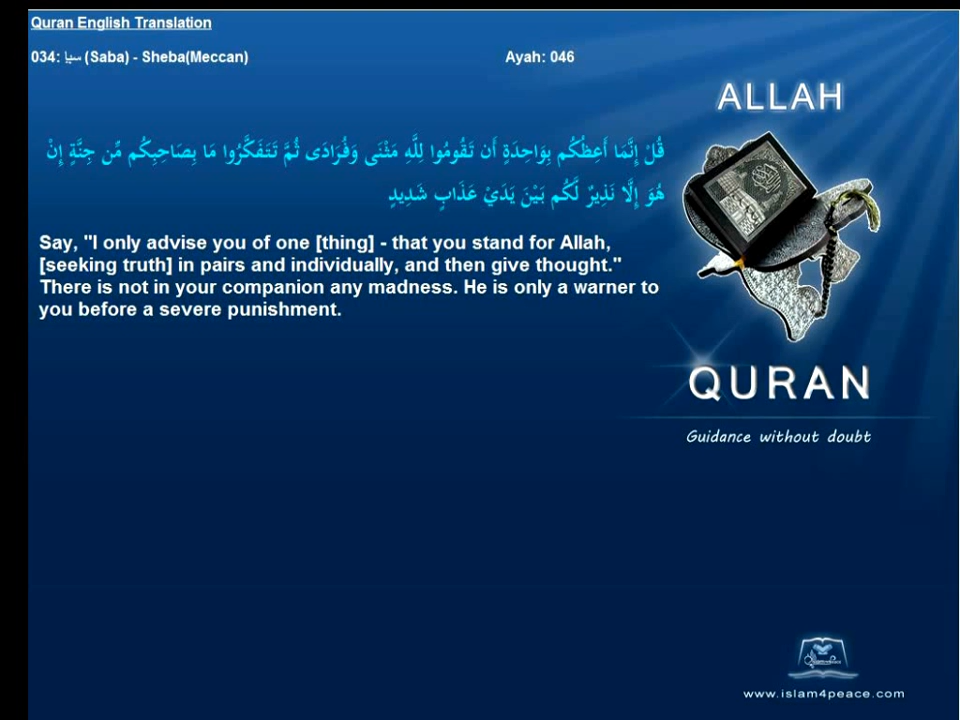 Quran English Translation
034: سبأ (Saba) - Sheba(Meccan) Ayah: 046
ALLAH
قُلْ إِنَّمَا أَعِظُكُم بِوَاحِدَةٍ أَن تَقُومُوا لِلَّهِ مَثْنَى وَفُرَادَى ثُمَّ تَتَفَكَّرُوا مَا بِصَاحِبِكُم مِّن جِنَّةٍ إِنْ
هُوَ إِلَّا نَذِيرٌ لَّكُم بَيْنَ يَدَيْ عَذَابٍ شَدِيدٍ
Say, "I only advise you of one [thing] - that you stand for Allah,
[seeking truth] in pairs and individually, and then give thought."
There is not in your companion any madness. He is only a warner to
you before a severe punishment.
QURAN
Guidance without doubt
www.islam4peace.com